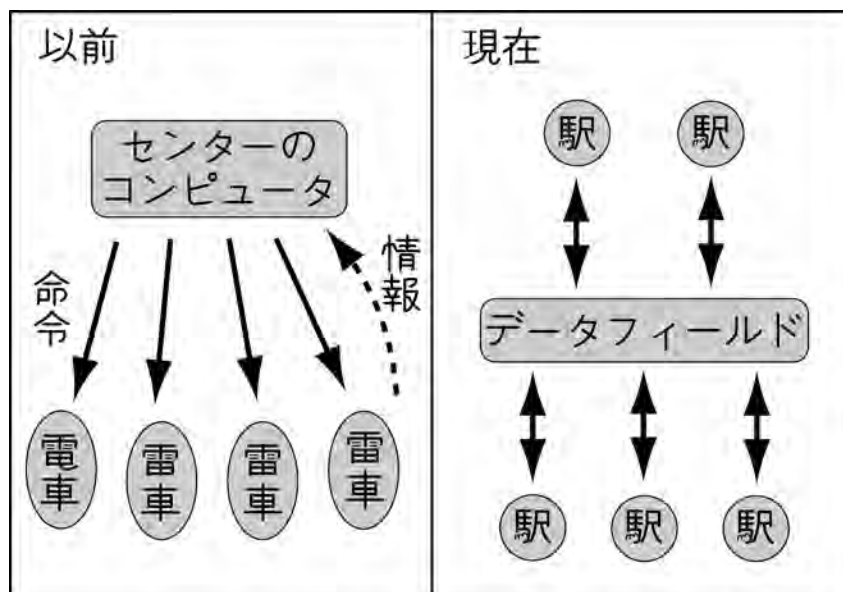 以前
センターの
コンピュータ
命令
情報
電車
雷車
雷車
雷車
現在
駅
駅
データフィールド
駅
駅
駅